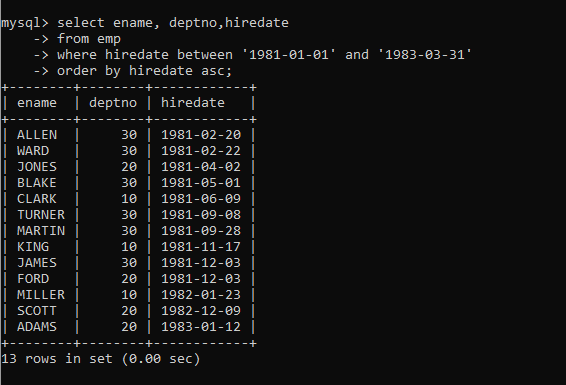 mysql> select ename, deptno,hiredate
    -> from emp
    -> where hiredate between '1981-01-01' and '1983-03-31'
    -> order by hiredate asc;
+--------+--------+------------+
| ename  | deptno | hiredate   |
+--------+--------+------------+
| ALLEN  |     30 | 1981-02-20 |
| WARD   |     30 | 1981-02-22 |
| JONES  |     20 | 1981-04-02 |
| BLAKE  |     30 | 1981-05-01 |
| CLARK  |     10 | 1981-06-09 |
| TURNER |     30 | 1981-09-08 |
| MARTIN |     30 | 1981-09-28 |
| KING   |     10 | 1981-11-17 |
| JAMES  |     30 | 1981-12-03 |
| FORD   |     20 | 1981-12-03 |
| MILLER |     10 | 1982-01-23 |
| SCOTT  |     20 | 1982-12-09 |
| ADAMS  |     20 | 1983-01-12 |
+--------+--------+------------+
13 rows in set (0.00 sec)